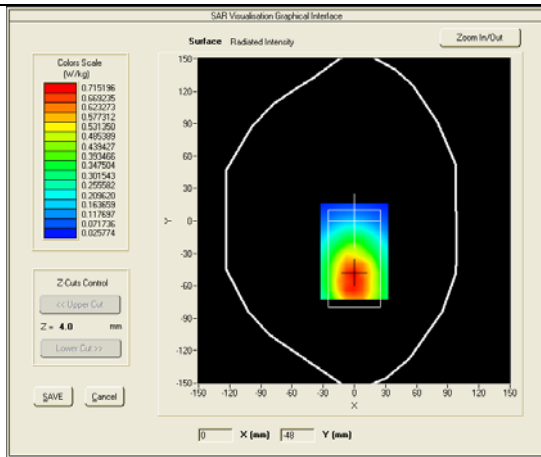 SAR Visualisation Graphical Interface
Surface Radiated Intensity
Zoom In/Out
Colors Scale
(W/kg)
0.715196
0.669235
0.623273
0.577312
0.531350
0.485389
0.439427
0.393466
0.347504
0.301543
0.255582
0.209620
0.163659
0.117697
0.071736
0.025774
Z Cuts Control
<< Upper Cut
Z = 4.0 mm
Lower Cut >>
SAVE
Cancel
150
120
90
60
30
0
-30
-60
-90
-120
-150
Y
-150 -120 -90 -60 -30 0 30 60 90 120 150
X
0 X (mm) -48 Y (mm)